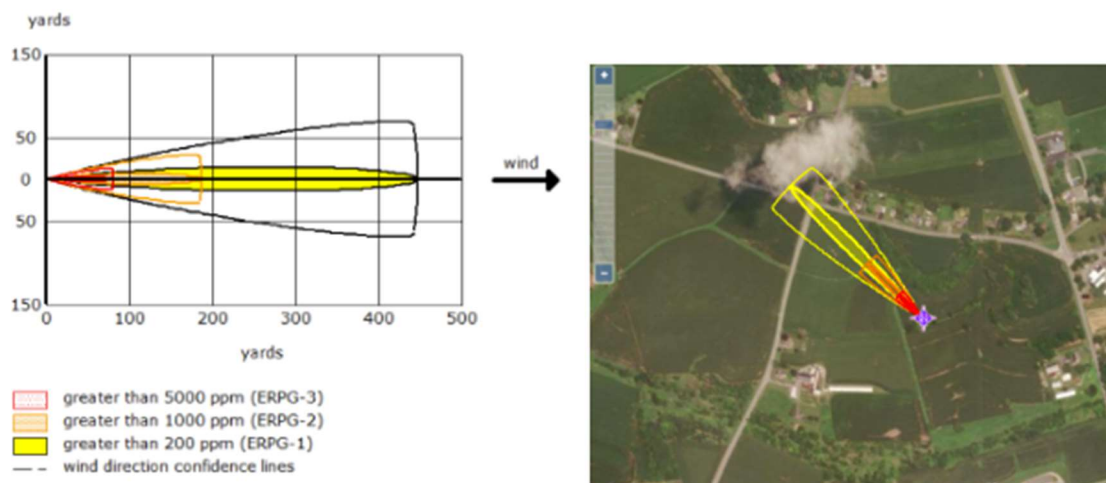 yards
150
50
0
50
150
0 100 200 300 400 500
yards
wind
greater than 5000 ppm (ERPG-3)
greater than 1000 ppm (ERPG-2)
greater than 200 ppm (ERPG-1)
wind direction confidence lines
+
−